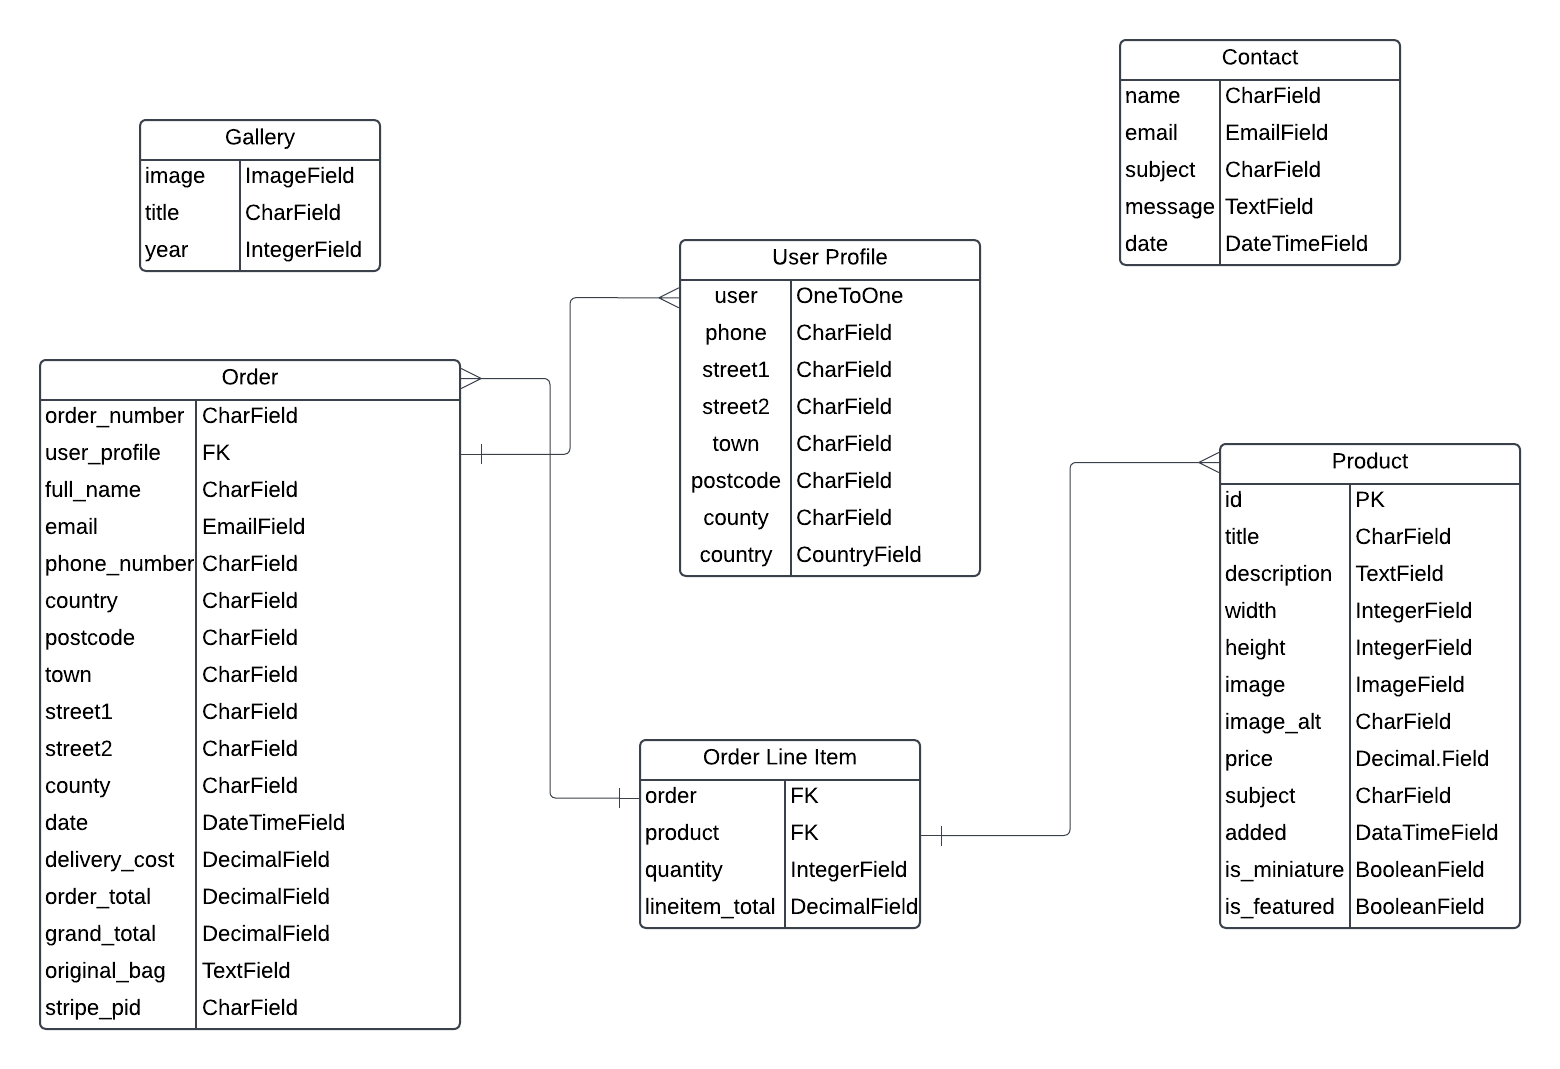 Contact
name CharField
email EmailField
subject CharField
message TextField
date DateTimeField
Gallery
image ImageField
title CharField
year IntegerField
User Profile
user OneToOne
phone CharField
street1 CharField
street2 CharField
town CharField
postcode CharField
county CharField
country CountryField
Order
order_number CharField
user_profile FK
full_name CharField
email EmailField
phone_number CharField
country CharField
postcode CharField
town CharField
street1 CharField
street2 CharField
county CharField
date DateTimeField
delivery_cost DecimalField
order_total DecimalField
grand_total DecimalField
original_bag TextField
stripe_pid CharField
Product
id PK
title CharField
description TextField
width IntegerField
height IntegerField
image ImageField
image_alt CharField
price Decimal.Field
subject CharField
added DataTimeField
is_miniature BooleanField
is_featured BooleanField
Order Line Item
order FK
product FK
quantity IntegerField
lineitem_total DecimalField